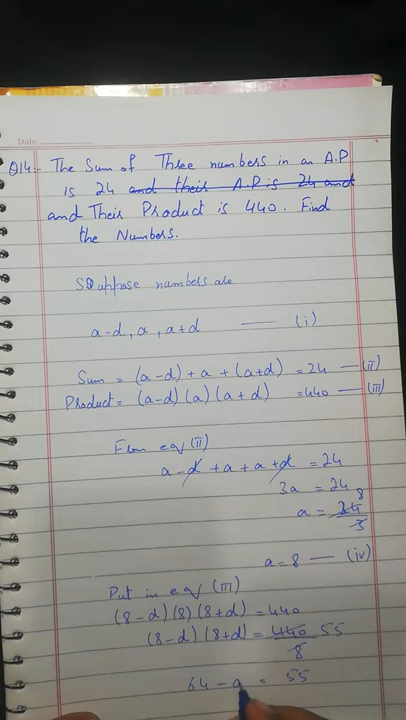 Date:
Q14:- The Sum of Three numbers in an A.P
is 24 and their A.P is 24 and
and Their Product is 440. Find
the Numbers.
Suppose numbers are
a-d, a, a+d —— (i)
Sum = (a-d) + a + (a+d) = 24 — (ii)
Product = (a-d) (a) (a+d) = 440 — (iii)
From eq (ii)
a - d + a + a + d = 24
3a = 24
a = 24/3 8
a = 8 — (iv)
Put in eq (iii)
(8-d) (8) (8+d) = 440
(8-d) (8+d) = 440/8 55
64 - a = 55